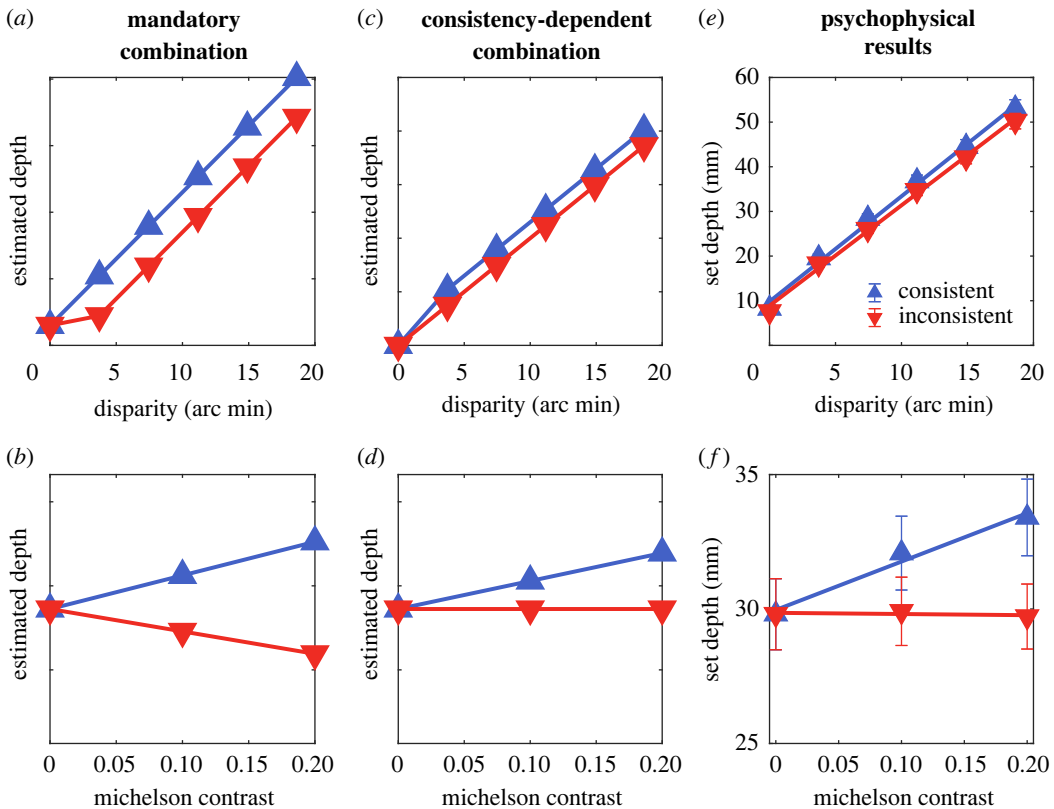 (a)
mandatory
combination
estimated depth
0 5 10 15 20
disparity (arc min)
(c)
consistency-dependent
combination
estimated depth
0 5 10 15 20
disparity (arc min)
(e)
psychophysical
results
set depth (mm)
60
50
40
30
20
10
consistent
inconsistent
0 5 10 15 20
disparity (arc min)
(b)
estimated depth
0 0.05 0.10 0.15 0.20
michelson contrast
(d)
estimated depth
0 0.05 0.10 0.15 0.20
michelson contrast
(f)
set depth (mm)
35
30
25
0 0.05 0.10 0.15 0.20
michelson contrast